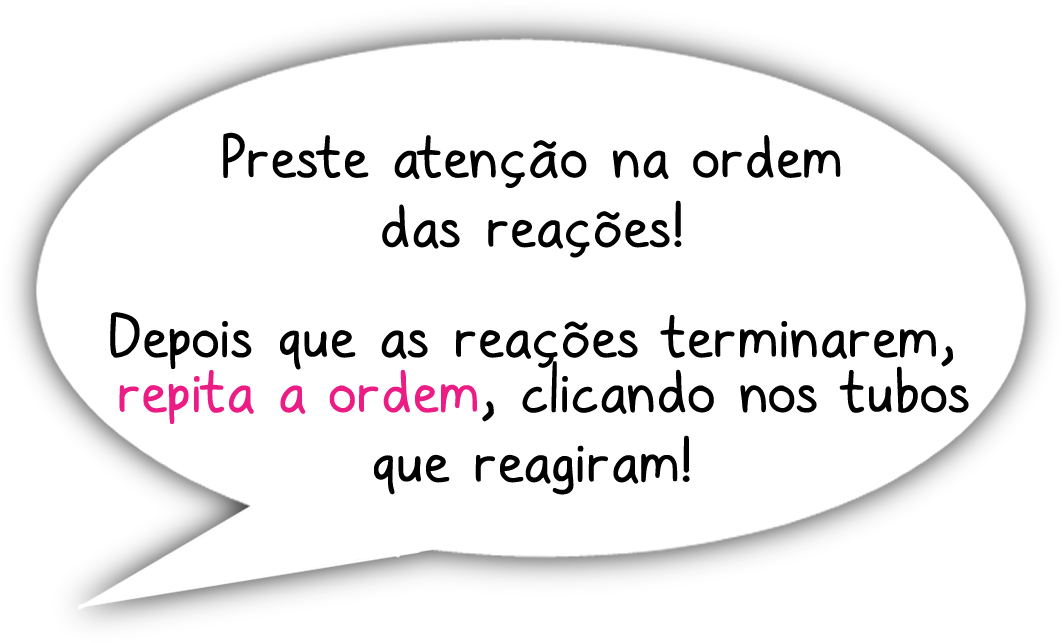 Preste atenção na ordem
das reações!
Depois que as reações terminarem,
repita a ordem, clicando nos tubos
que reagiram!